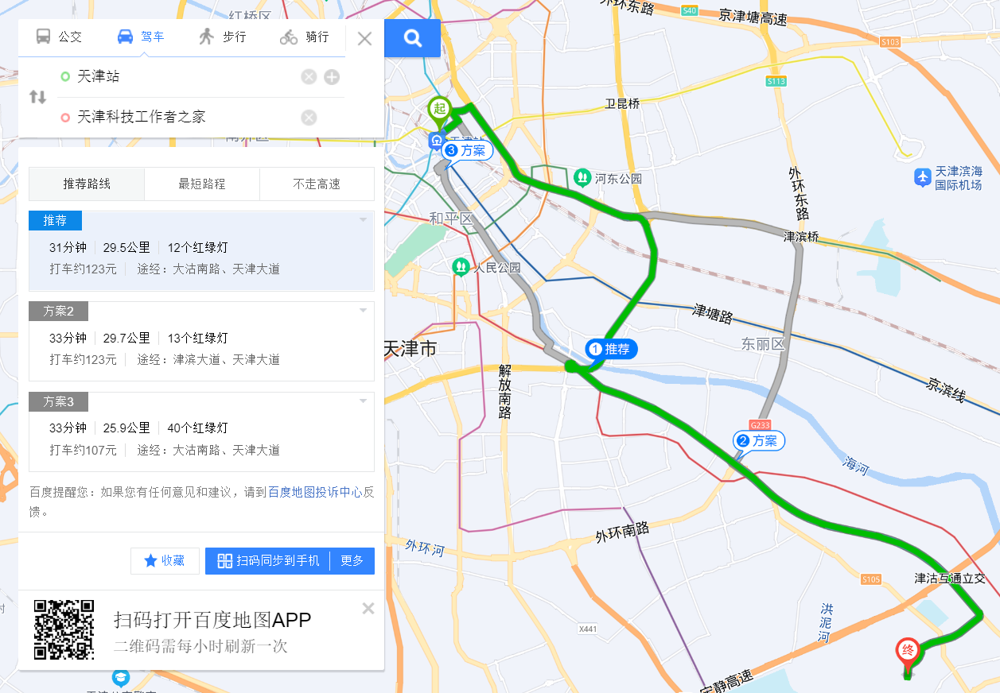 公交
驾车
步行
骑行
天津站
天津科技工作者之家
推荐路线
最短路程
不走高速
推荐
31分钟 29.5公里 12个红绿灯
打车约123元 途经：大沽南路、天津大道
方案2
33分钟 29.7公里 13个红绿灯
打车约123元 途经：津滨大道、天津大道
方案3
33分钟 25.9公里 40个红绿灯
打车约107元 途经：大沽南路、天津大道
百度提醒您：如果您有任何意见和建议，请到百度地图投诉中心反
馈。
收藏
扫码同步到手机
更多
扫码打开百度地图APP
二维码需每小时刷新一次
红桥区
外环东路
S40
京津塘高速
S103
S113
卫昆桥
起
天津站
3 方案
河东公园
外环东路
天津滨海
国际机场
和平区
津滨桥
人民公园
津塘路
东丽区
天津市
1 推荐
解放南路
京滨线
G233
2 方案
海河
外环南路
外环河
S105
津沽互通立交
洪泥河
X441
终
宁静高速